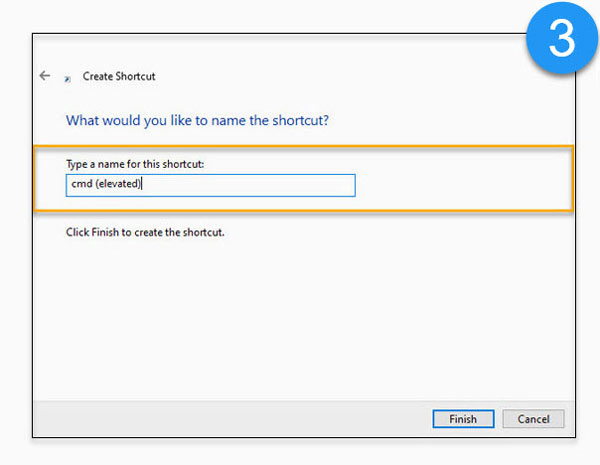 3
Create Shortcut
What would you like to name the shortcut?
Type a name for this shortcut:
cmd (elevated)
Click Finish to create the shortcut.
Finish Cancel